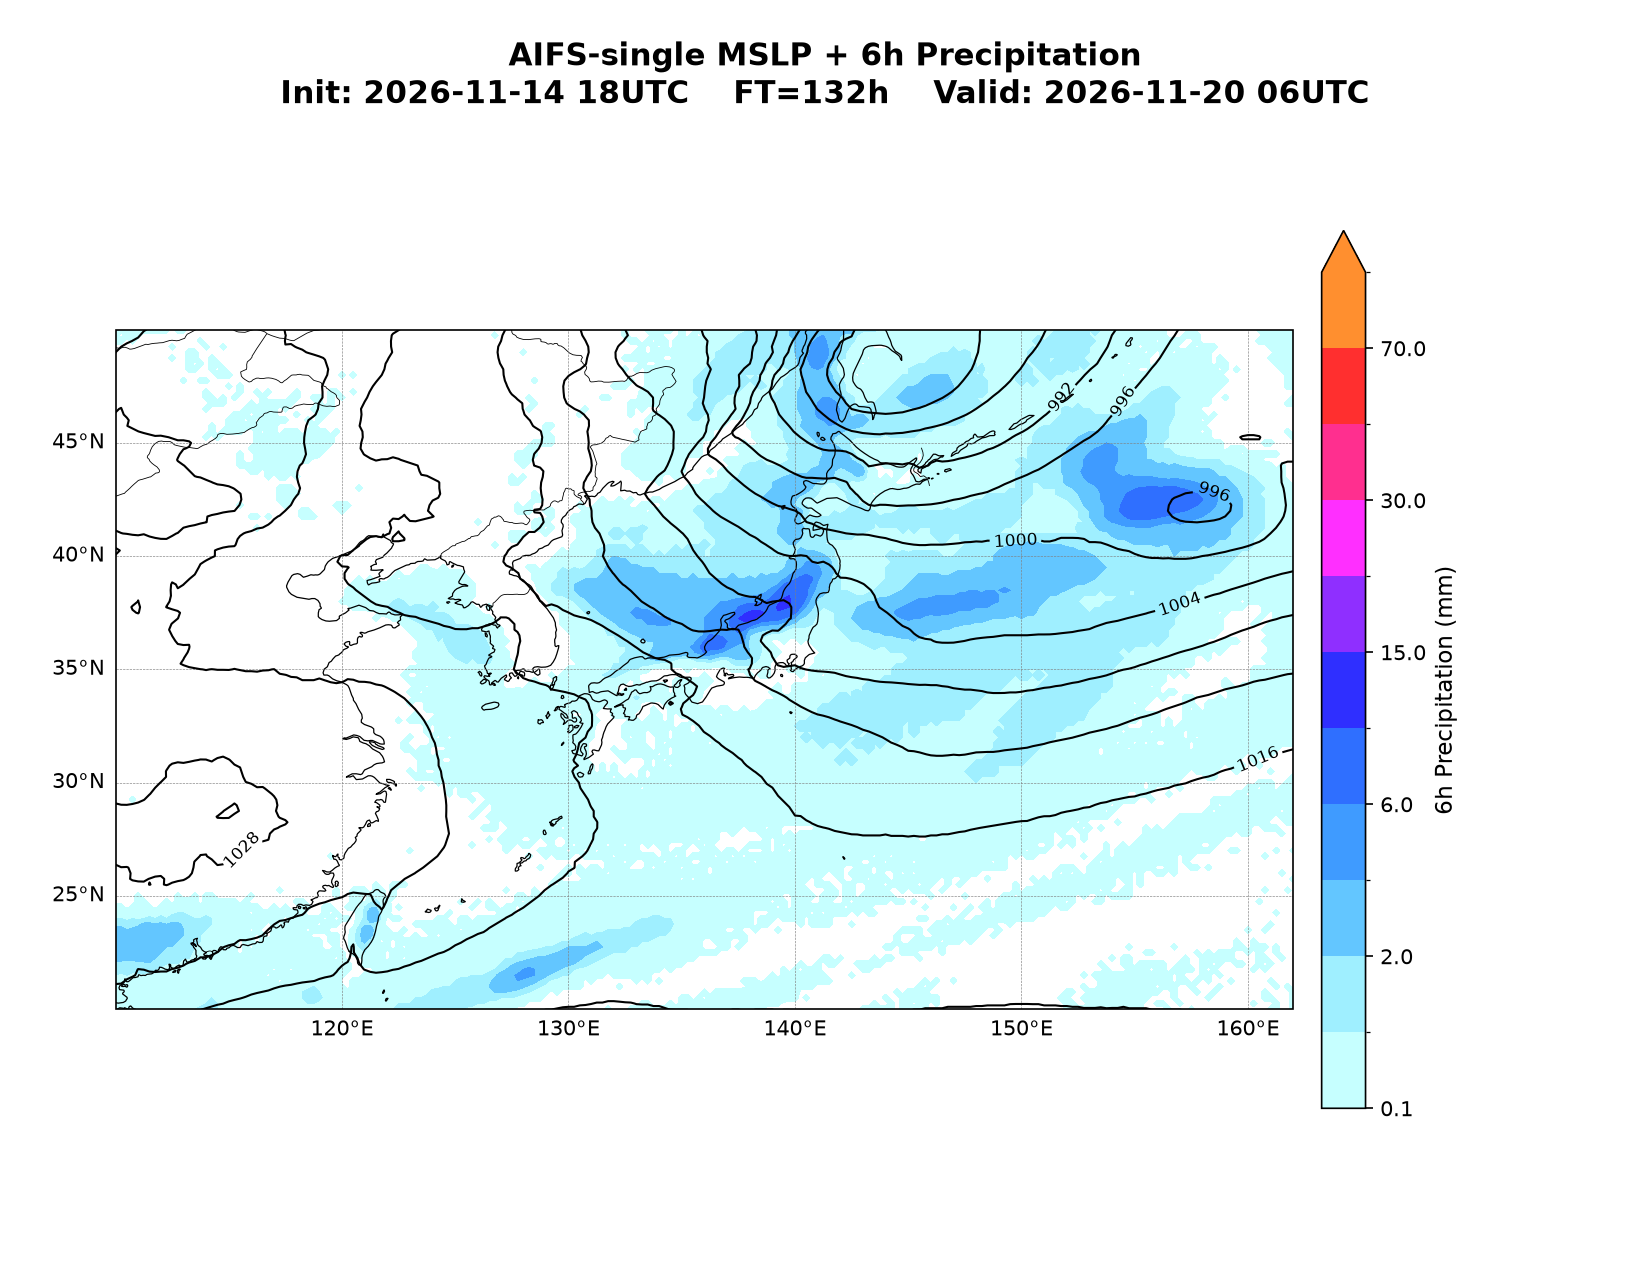 AIFS-single MSLP + 6h Precipitation
Init: 2026-11-14 18UTC    FT=132h    Valid: 2026-11-20 06UTC
70.0
30.0
15.0
6.0
2.0
0.1
6h Precipitation (mm)
45°N
40°N
35°N
30°N
25°N
120°E
130°E
140°E
150°E
160°E
992
996
996
1000
1004
1016
1028